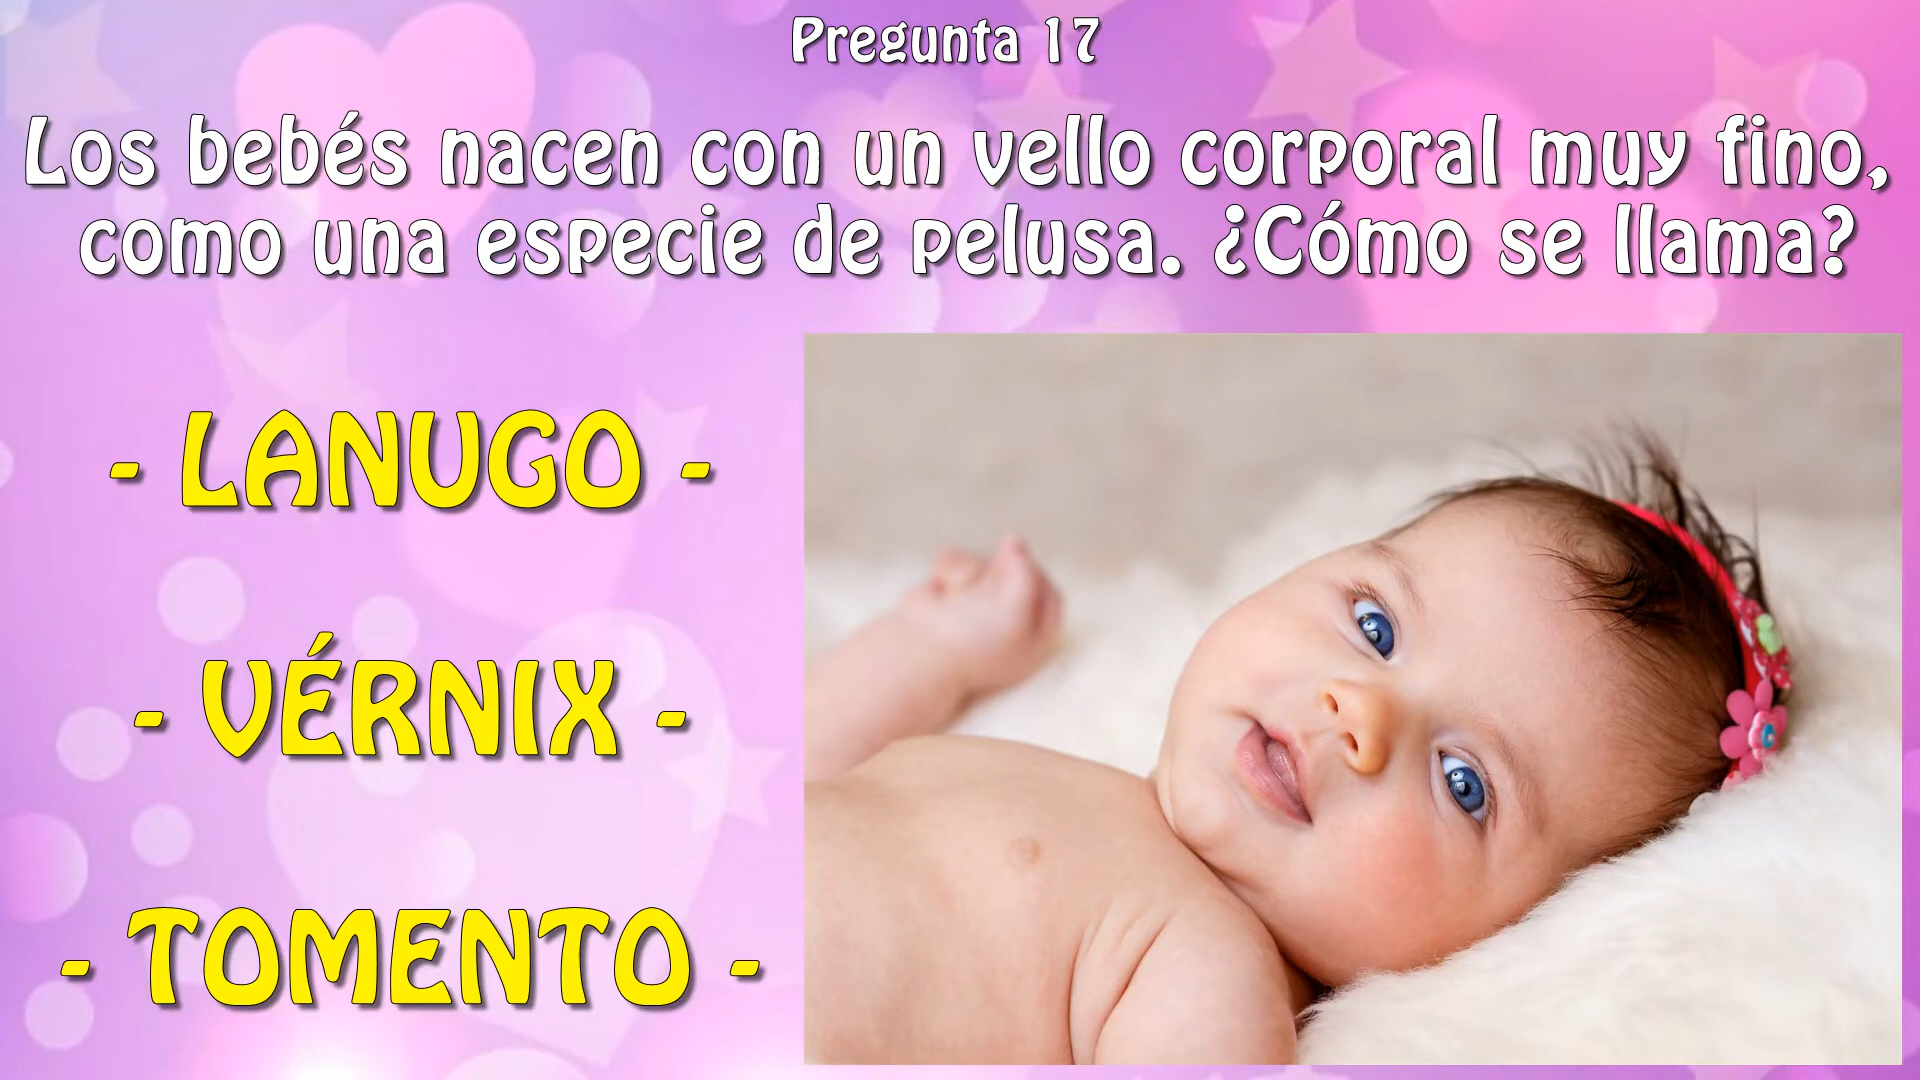 Pregunta 17
Los bebés nacen con un vello corporal muy fino,
como una especie de pelusa. ¿Cómo se llama?
- LANUGO -
- VÉRNIX -
- TOMENTO -